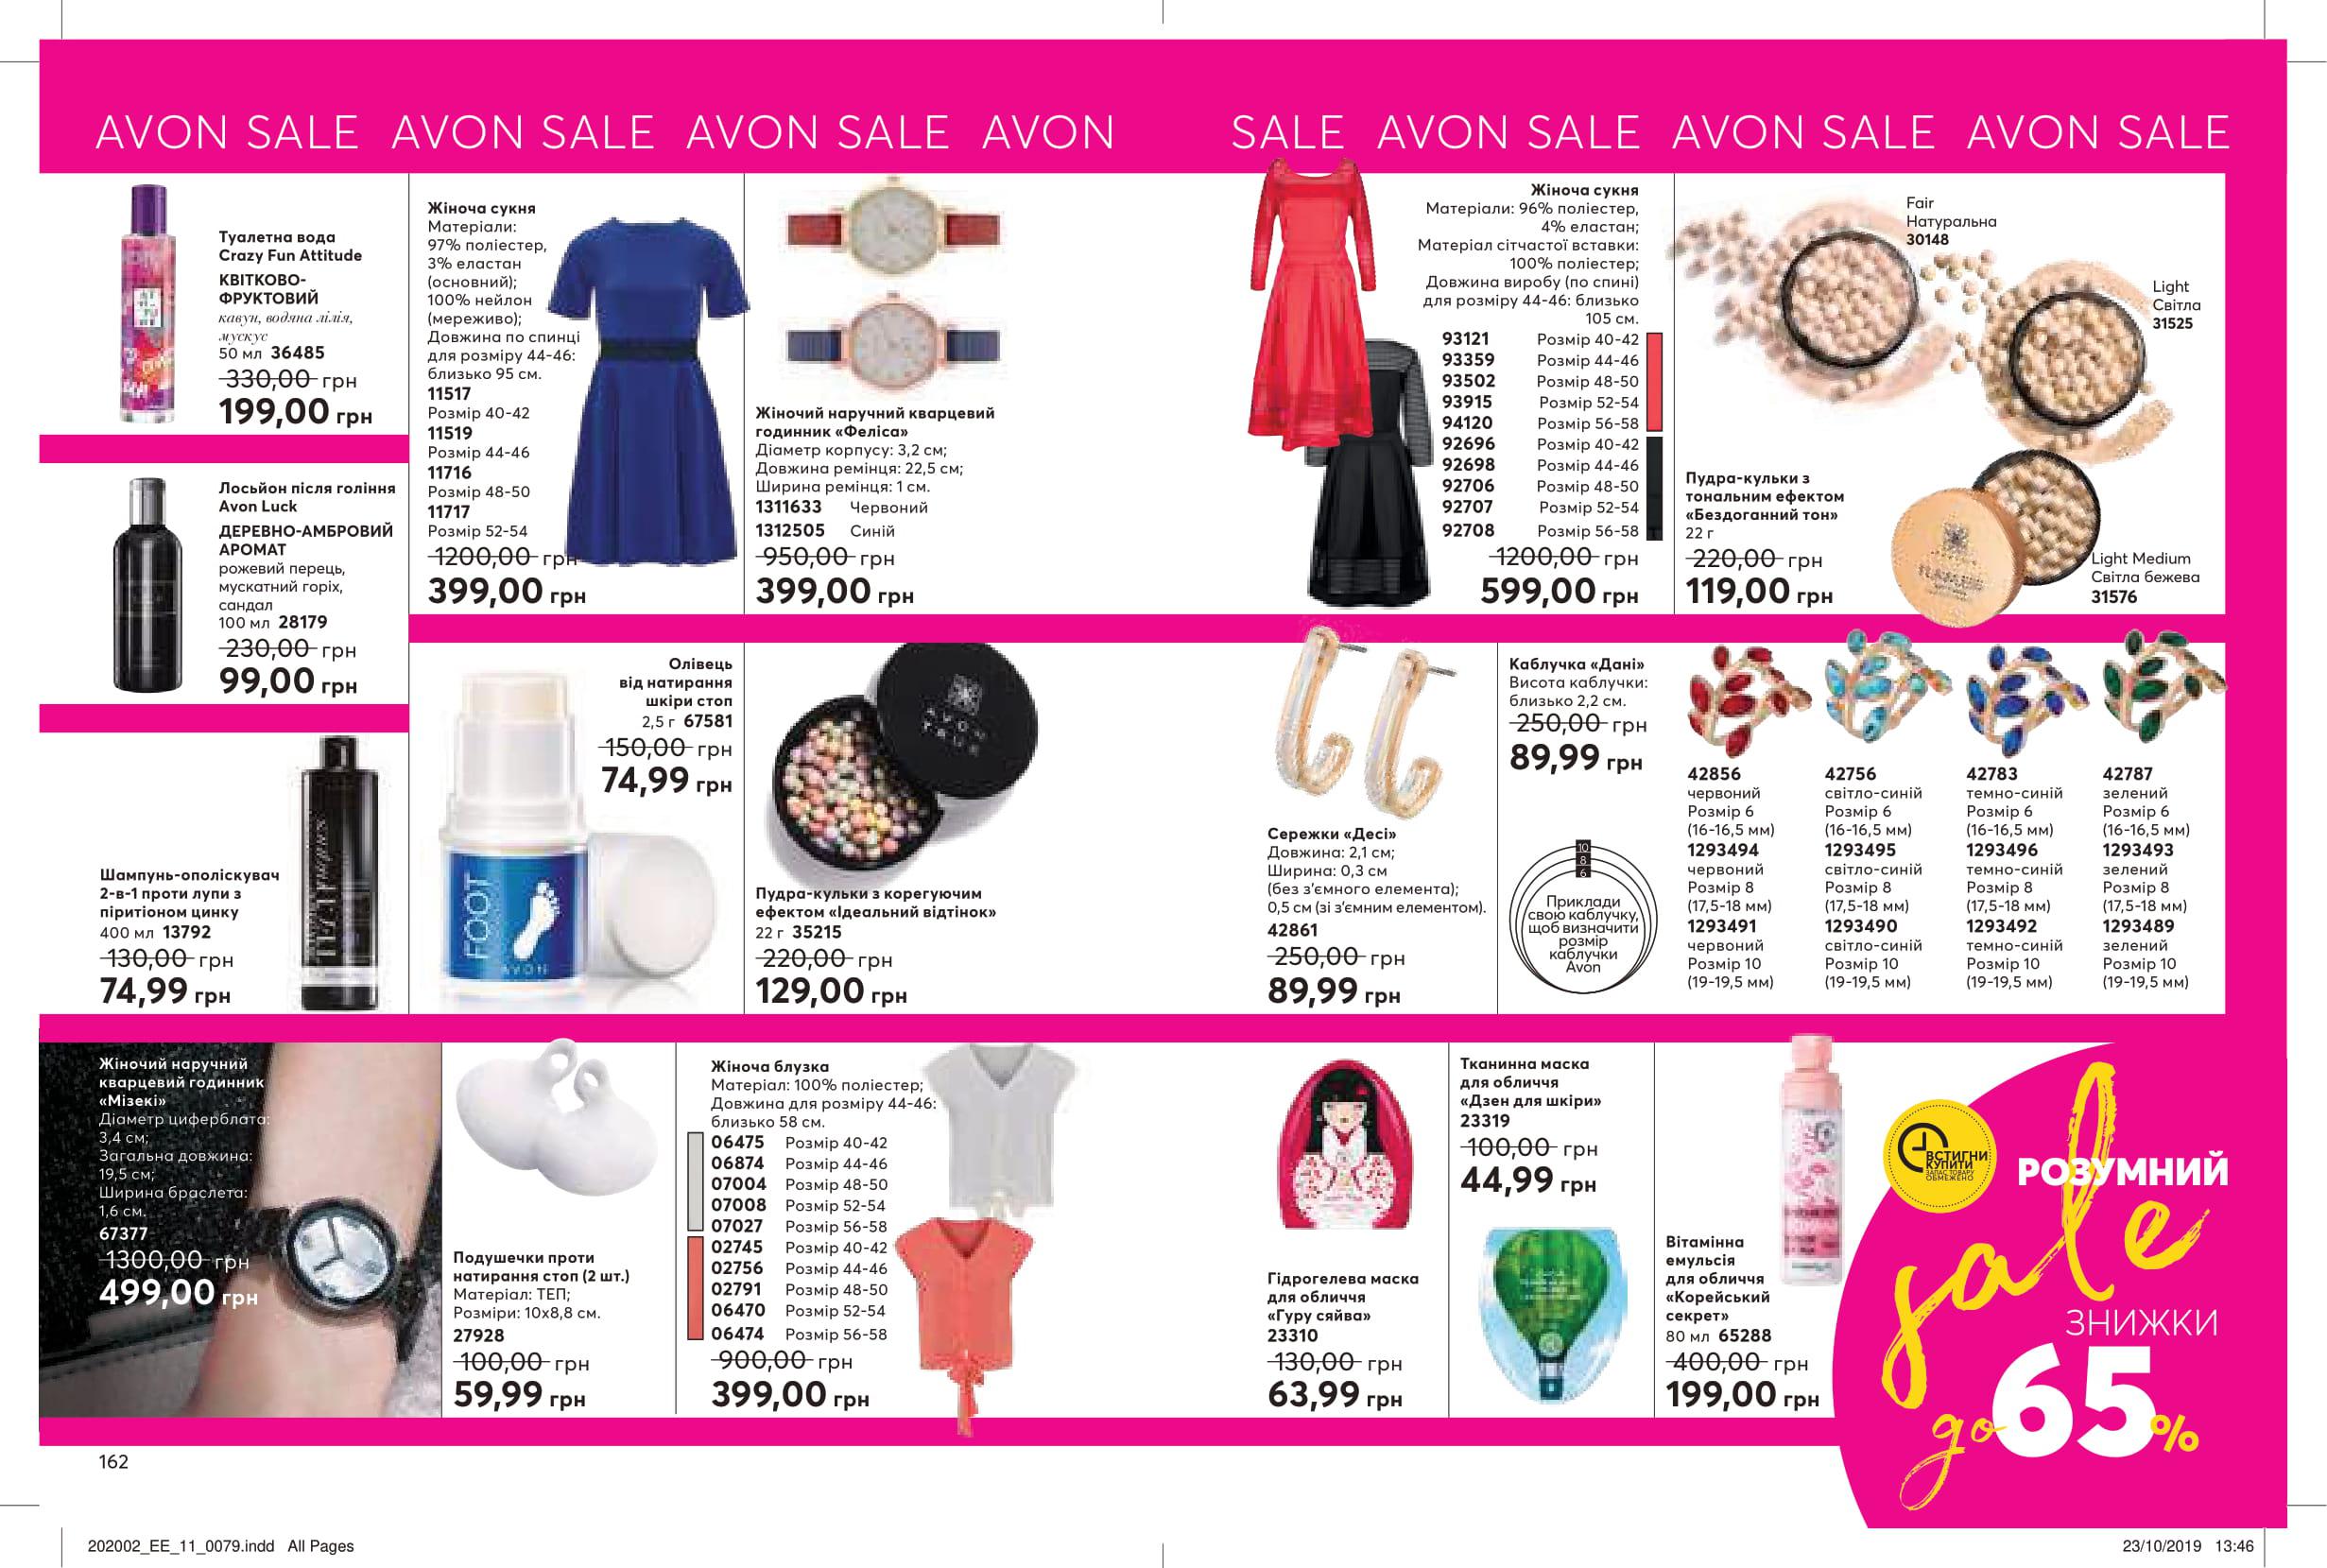 AVON SALE AVON SALE AVON SALE AVON
SALE AVON SALE AVON SALE AVON SALE
Туалетна вода
Crazy Fun Attitude
КВІТКОВО-
ФРУКТОВИЙ
кавун, водяна лілія,
мускус
50 мл 36485
330,00 грн
199,00 грн
Лосьйон після гоління
Avon Luck
ДЕРЕВНО-АМБРОВИЙ
АРОМАТ
рожевий перець,
мускатний горіх,
сандал
100 мл 28179
230,00 грн
99,00 грн
Шампунь-ополіскувач
2-в-1 проти лупи з
піритіоном цинку
400 мл 13792
130,00 грн
74,99 грн
Жіноча сукня
Матеріали:
97% поліестер,
3% еластан
(основний);
100% нейлон
(мереживо);
Довжина по спинці
для розміру 44-46:
близько 95 см.
11517
Розмір 40-42
11519
Розмір 44-46
11716
Розмір 48-50
11717
Розмір 52-54
1200,00 грн
399,00 грн
Жіночий наручний кварцевий
годинник «Феліса»
Діаметр корпусу: 3,2 см;
Довжина ремінця: 22,5 см;
Ширина ремінця: 1 см.
1311633 Червоний
1312505 Синій
950,00 грн
399,00 грн
Олівець
від натирання
шкіри стоп
2,5 г 67581
150,00 грн
74,99 грн
FOOT
AVON
AVON
TRUE
Пудра-кульки з корегуючим
ефектом «Ідеальний відтінок»
22 г 35215
220,00 грн
129,00 грн
Жіноча сукня
Матеріали: 96% поліестер,
4% еластан;
Матеріал сітчастої вставки:
100% поліестер;
Довжина виробу (по спині)
для розміру 44-46: близько
105 см.
93121 Розмір 40-42
93359 Розмір 44-46
93502 Розмір 48-50
93915 Розмір 52-54
94120 Розмір 56-58
92696 Розмір 40-42
92698 Розмір 44-46
92706 Розмір 48-50
92707 Розмір 52-54
92708 Розмір 56-58
1200,00 грн
599,00 грн
Fair
Натуральна
30148
Light
Світла
31525
Пудра-кульки з
тональним ефектом
«Бездоганний тон»
22 г
220,00 грн
119,00 грн
Light Medium
Світла бежева
31576
Сережки «Десі»
Довжина: 2,1 см;
Ширина: 0,3 см
(без з’ємного елемента);
0,5 см (зі з’ємним елементом).
42861
250,00 грн
89,99 грн
Каблучка «Дані»
Висота каблучки:
близько 2,2 см.
250,00 грн
89,99 грн
10
8
6
Приклади
свою каблучку,
щоб визначити
розмір
каблучки
Avon
42856 42756 42783 42787
червоний світло-синій темно-синій зелений
Розмір 6 Розмір 6 Розмір 6 Розмір 6
(16-16,5 мм) (16-16,5 мм) (16-16,5 мм) (16-16,5 мм)
1293494 1293495 1293496 1293493
червоний світло-синій темно-синій зелений
Розмір 8 Розмір 8 Розмір 8 Розмір 8
(17,5-18 мм) (17,5-18 мм) (17,5-18 мм) (17,5-18 мм)
1293491 1293490 1293492 1293489
червоний світло-синій темно-синій зелений
Розмір 10 Розмір 10 Розмір 10 Розмір 10
(19-19,5 мм) (19-19,5 мм) (19-19,5 мм) (19-19,5 мм)
Жіночий наручний
кварцевий годинник
«Мізекі»
Діаметр циферблата:
3,4 см;
Загальна довжина:
19,5 см;
Ширина браслета:
1,6 см.
67377
1300,00 грн
499,00 грн
Подушечки проти
натирання стоп (2 шт.)
Матеріал: ТЕП;
Розміри: 10х8,8 см.
27928
100,00 грн
59,99 грн
Жіноча блузка
Матеріал: 100% поліестер;
Довжина для розміру 44-46:
близько 58 см.
06475 Розмір 40-42
06874 Розмір 44-46
07004 Розмір 48-50
07008 Розмір 52-54
07027 Розмір 56-58
02745 Розмір 40-42
02756 Розмір 44-46
02791 Розмір 48-50
06470 Розмір 52-54
06474 Розмір 56-58
900,00 грн
399,00 грн
Гідрогелева маска
для обличчя
«Гуру сяйва»
23310
130,00 грн
63,99 грн
Тканинна маска
для обличчя
«Дзен для шкіри»
23319
100,00 грн
44,99 грн
Вітамінна
емульсія
для обличчя
«Корейський
секрет»
80 мл 65288
400,00 грн
199,00 грн
ВСТИГНИ
КУПИТИ
ЗАПАС ТОВАРУ
ОБМЕЖЕНО
РОЗУМНИЙ
sale
ЗНИЖКИ
до 65%
162
202002_EE_11_0079.indd All Pages
23/10/2019 13:46